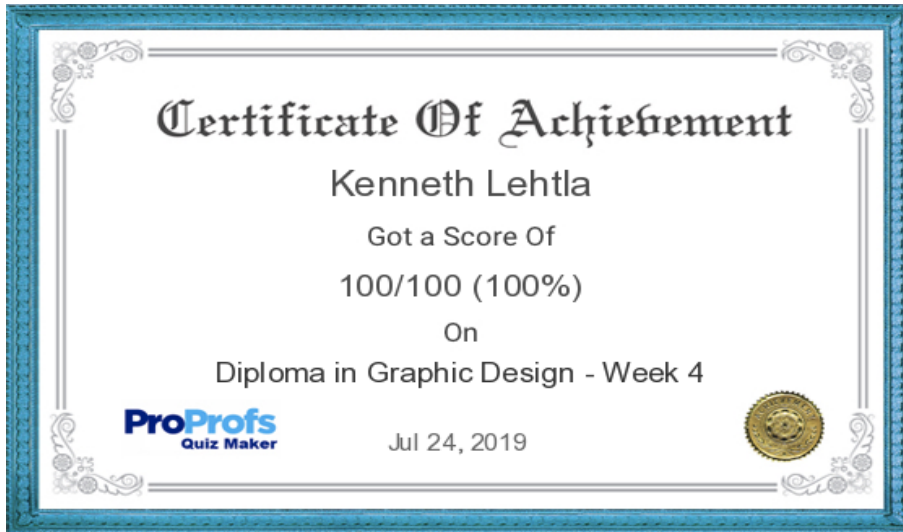 Certificate Of Achievement
Kenneth Lehtla
Got a Score Of
100/100 (100%)
On
Diploma in Graphic Design - Week 4
ProProfs
Quiz Maker
Jul 24, 2019